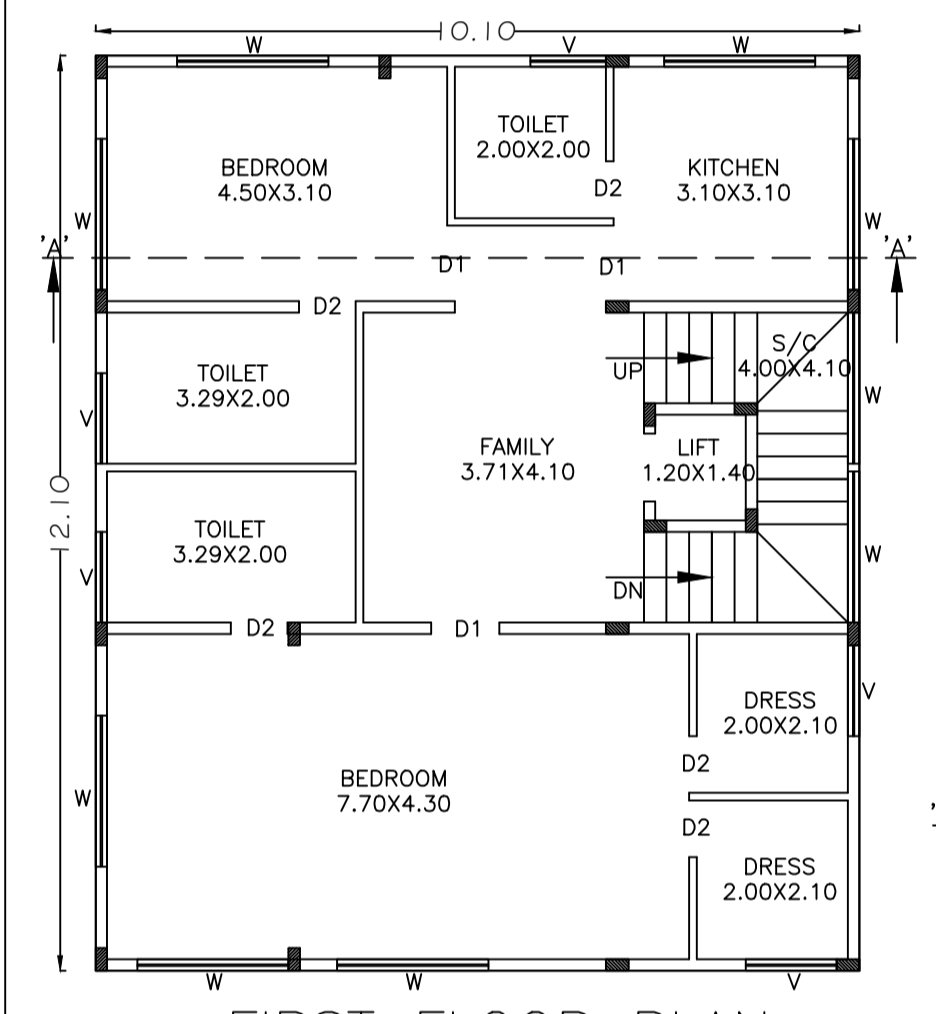 10.10
W
V
W
TOILET
2.00X2.00
BEDROOM
4.50X3.10
KITCHEN
3.10X3.10
D2
W
W
'A'
'A'
D1
D1
D2
S/C
4.00X4.10
UP
TOILET
3.29X2.00
W
V
FAMILY
3.71X4.10
LIFT
1.20X1.40
12.10
TOILET
3.29X2.00
W
V
DN
D2
D1
V
DRESS
2.00X2.10
D2
BEDROOM
7.70X4.30
W
D2
DRESS
2.00X2.10
W
W
V
FIRST FLOOR PLAN